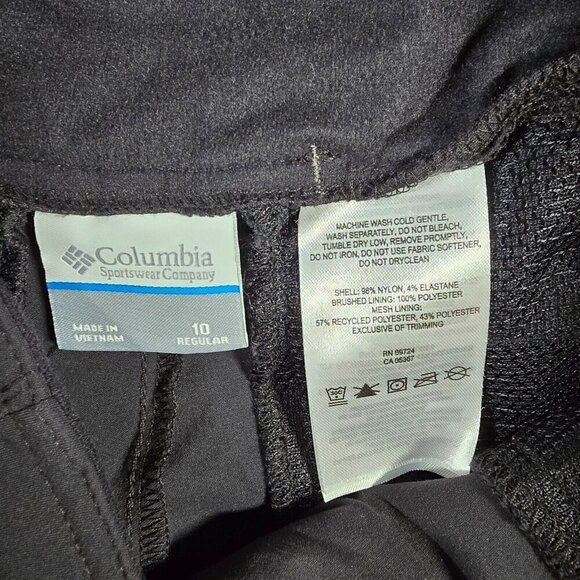 Columbia
Sportswear Company
MADE IN
VIETNAM
10
REGULAR
MACHINE WASH COLD GENTLE,
WASH SEPARATELY, DO NOT BLEACH,
TUMBLE DRY LOW, REMOVE PROMPTLY,
DO NOT IRON, DO NOT USE FABRIC SOFTENER,
DO NOT DRYCLEAN
SHELL: 96% NYLON, 4% ELASTANE
BRUSHED LINING: 100% POLYESTER
MESH LINING:
57% RECYCLED POLYESTER, 43% POLYESTER
EXCLUSIVE OF TRIMMING
RN 69724
CA 05367